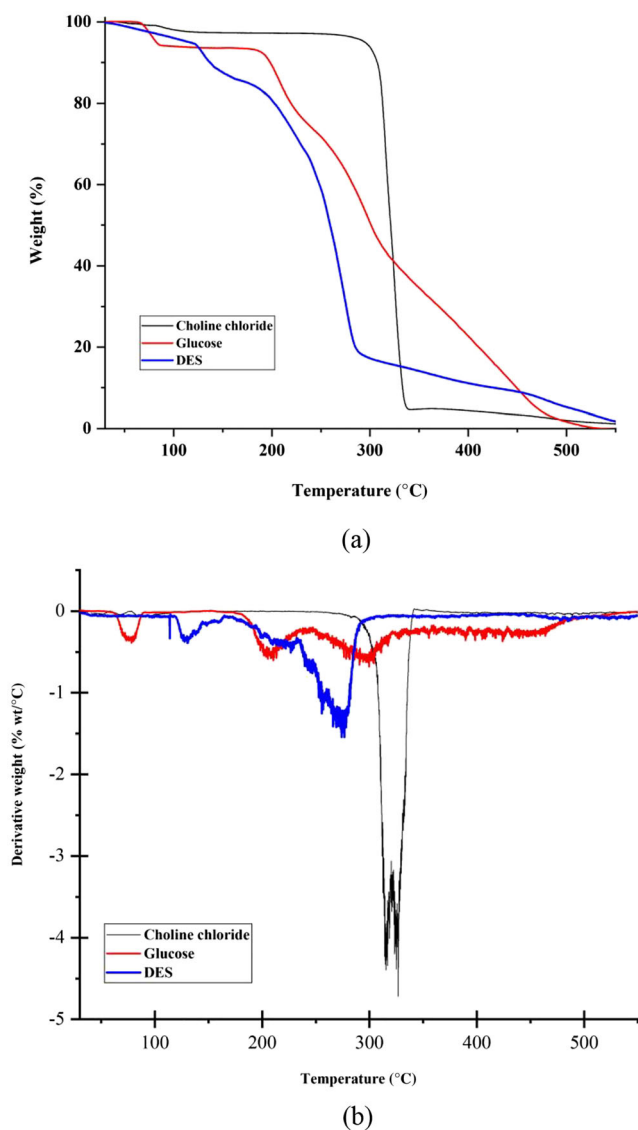 100
80
60
40
20
0
Weight (%)
Choline chloride
Glucose
DES
100
200
300
400
500
Temperature (°C)
(a)
0
-1
-2
-3
-4
-5
Derivative weight (% wt/°C)
Choline chloride
Glucose
DES
100
200
300
400
500
Temperature (°C)
(b)